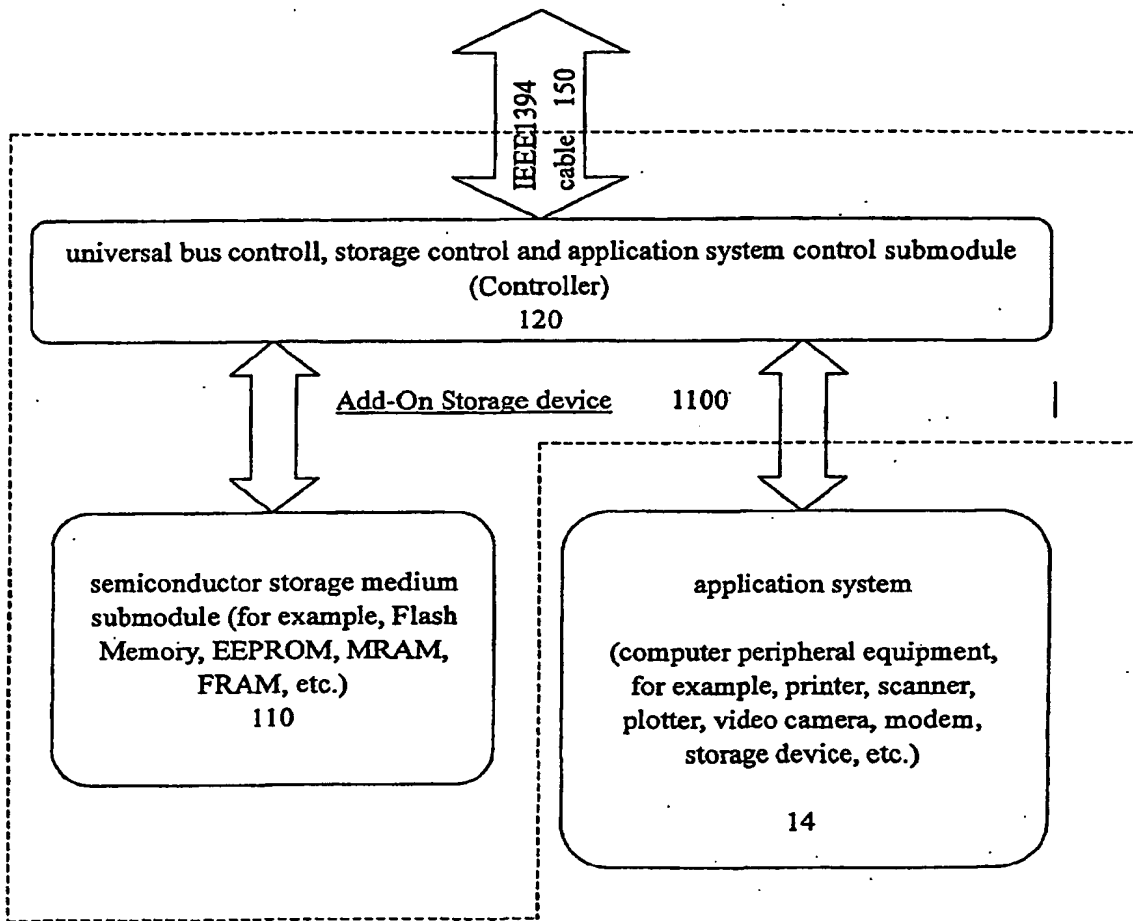 IEEE1394
cable 150
universal bus controll, storage control and application system control submodule
(Controller)
120
Add-On Storage device 1100
semiconductor storage medium
submodule (for example, Flash
Memory, EEPROM, MRAM,
FRAM, etc.)
110
application system
(computer peripheral equipment,
for example, printer, scanner,
plotter, video camera, modem,
storage device, etc.)
14